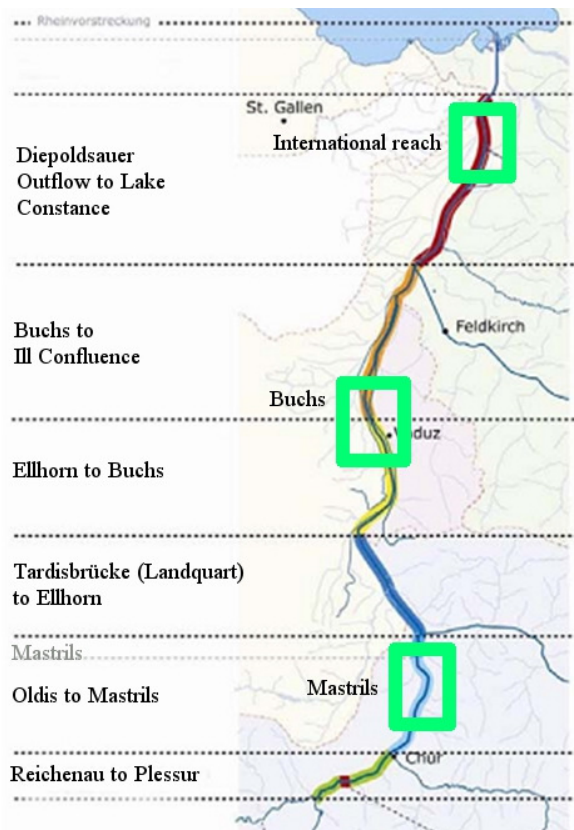 Rheinvorstreckung
St. Gallen
International reach
Diepoldsauer
Outflow to Lake
Constance
Buchs to
Ill Confluence
Feldkirch
Buchs
Vaduz
Ellhorn to Buchs
Tardisbrücke (Landquart)
to Ellhorn
Mastrils
Oldis to Mastrils
Mastrils
Chur
Reichenau to Plessur